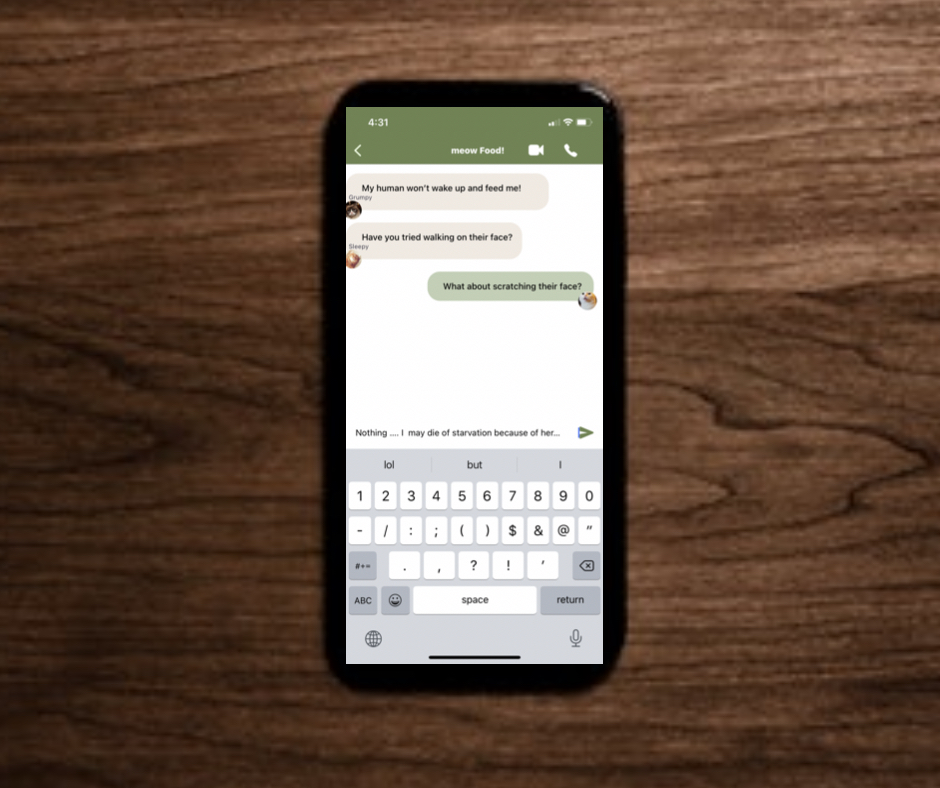 4:31
meow Food!
My human won't wake up and feed me!
Grumpy
Have you tried walking on their face?
Sleepy
What about scratching their face?
Nothing .... I may die of starvation because of her...
lol but I
1 2 3 4 5 6 7 8 9 0
- / : ; ( ) $ & @ "
#+= . , ? ! '
ABC space return